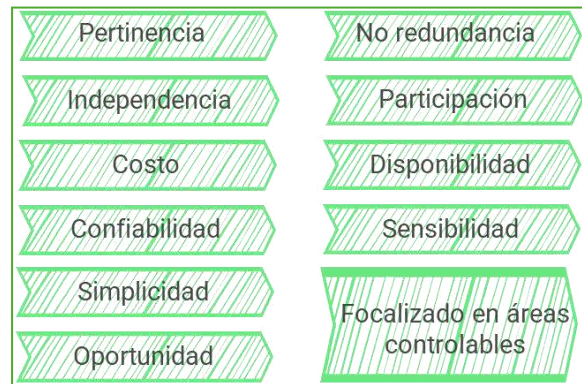 Pertinencia
Independencia
Costo
Confiabilidad
Simplicidad
Oportunidad
No redundancia
Participación
Disponibilidad
Sensibilidad
Focalizado en áreas
controlables